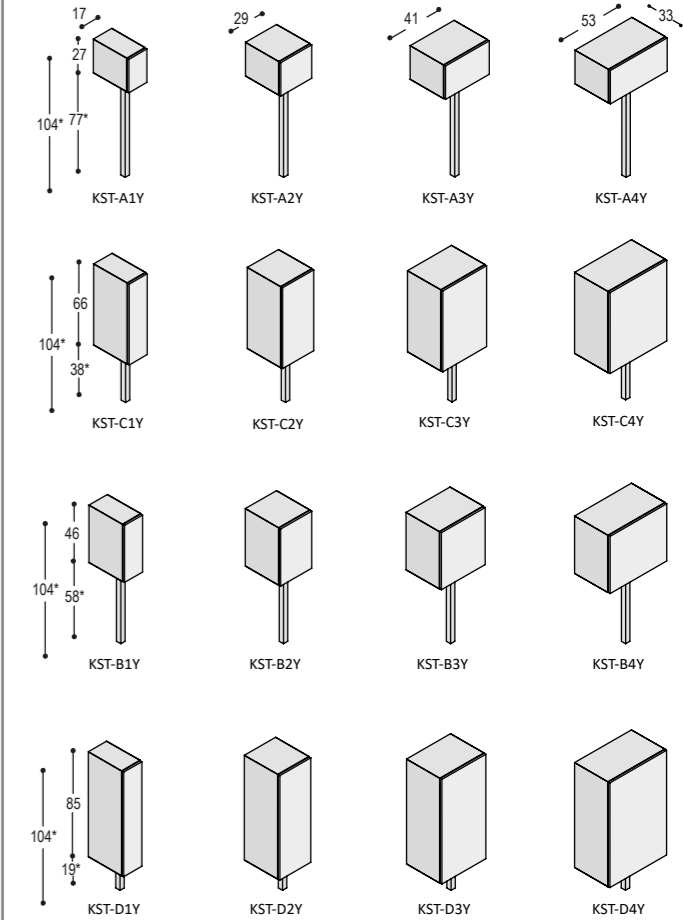 17
29
41
53
33
27
104*
77*
KST-A1Y
KST-A2Y
KST-A3Y
KST-A4Y
66
104*
38*
KST-C1Y
KST-C2Y
KST-C3Y
KST-C4Y
46
104*
58*
KST-B1Y
KST-B2Y
KST-B3Y
KST-B4Y
85
104*
19*
KST-D1Y
KST-D2Y
KST-D3Y
KST-D4Y